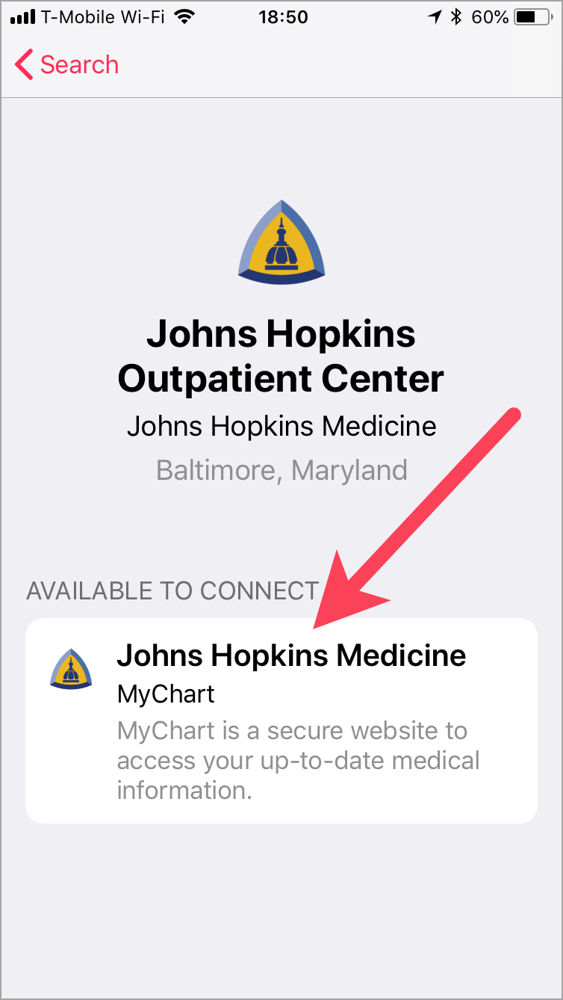 T-Mobile Wi-Fi 18:50 60%
Search
Johns Hopkins
Outpatient Center
Johns Hopkins Medicine
Baltimore, Maryland
AVAILABLE TO CONNECT
Johns Hopkins Medicine
MyChart
MyChart is a secure website to
access your up-to-date medical
information.